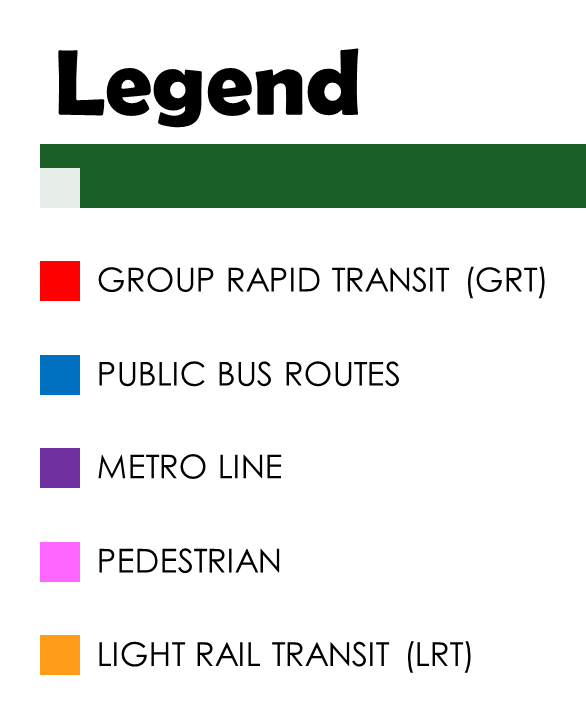 Legend
GROUP RAPID TRANSIT (GRT)
PUBLIC BUS ROUTES
METRO LINE
PEDESTRIAN
LIGHT RAIL TRANSIT (LRT)